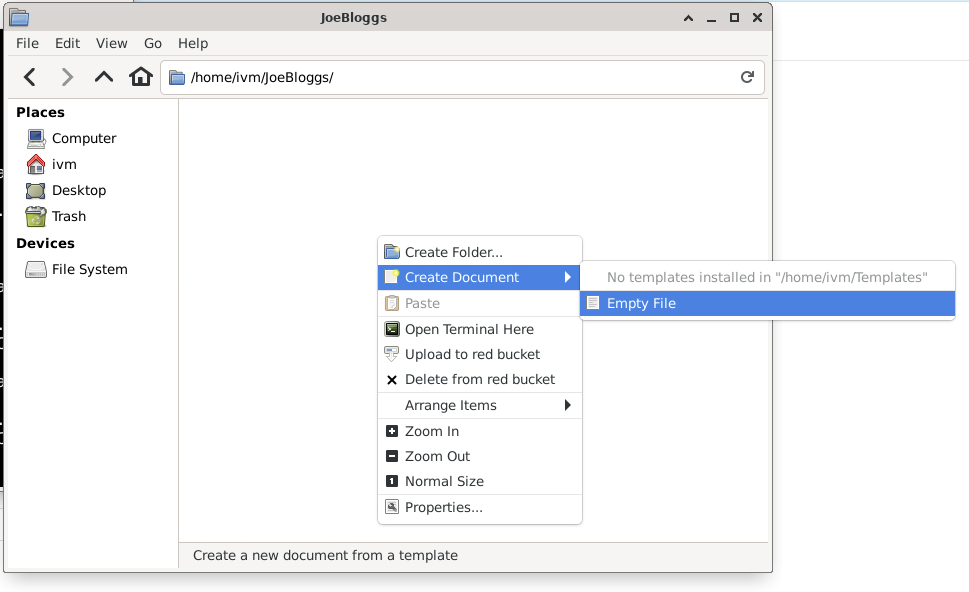 JoeBloggs
File Edit View Go Help
/home/ivm/JoeBloggs/
Places
Computer
ivm
Desktop
Trash
Devices
File System
Create Folder...
Create Document
No templates installed in "/home/ivm/Templates"
Paste
Empty File
Open Terminal Here
Upload to red bucket
Delete from red bucket
Arrange Items
Zoom In
Zoom Out
Normal Size
Properties...
Create a new document from a template